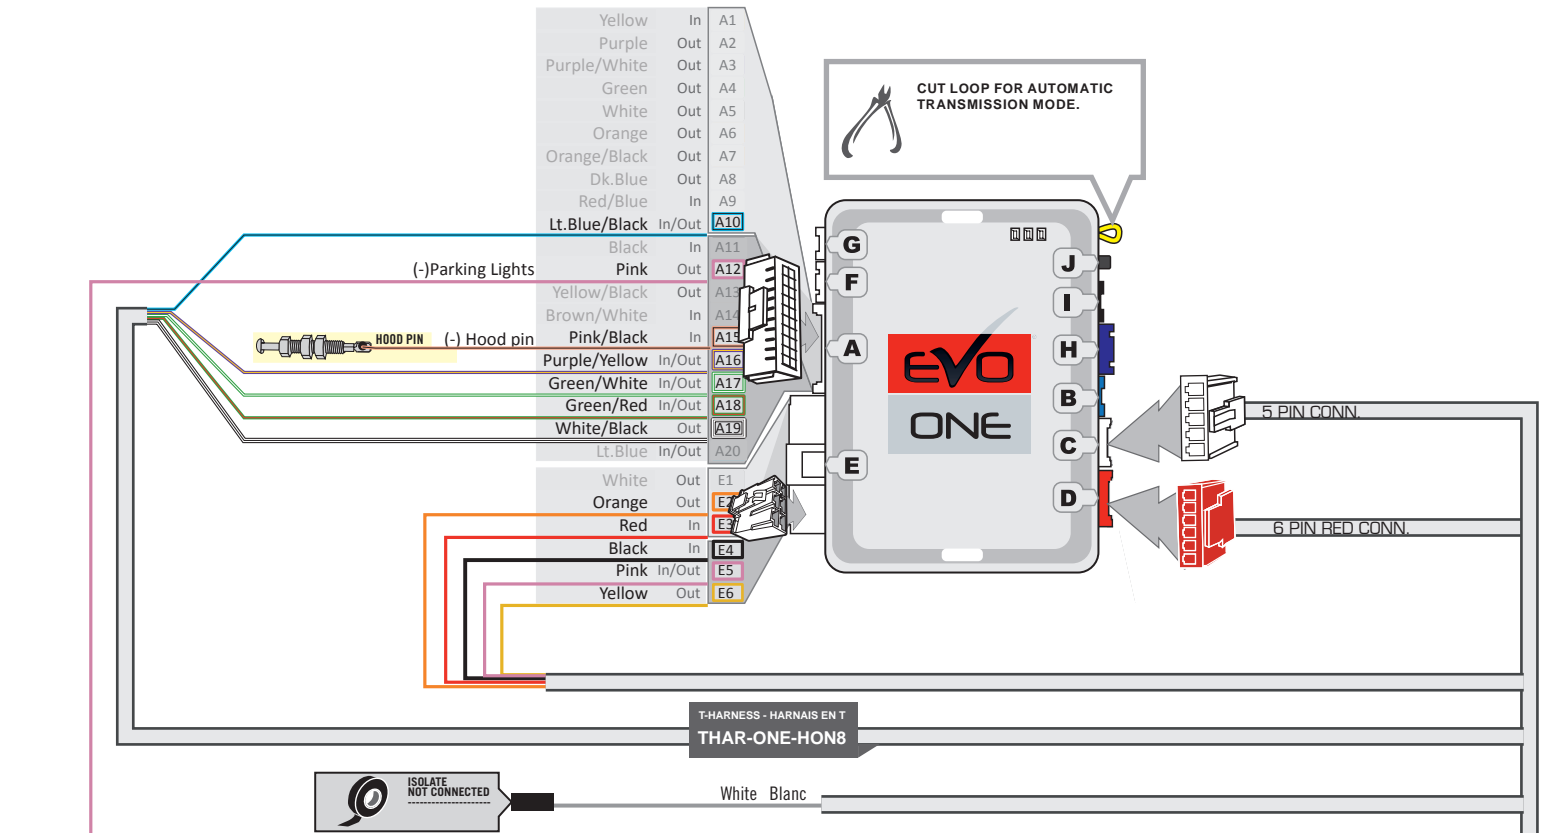 Yellow In A1
Purple Out A2
Purple/White Out A3
Green Out A4
White Out A5
Orange Out A6
Orange/Black Out A7
Dk.Blue Out A8
Red/Blue In A9
Lt.Blue/Black In/Out A10
Black In A11
(-)Parking Lights Pink Out A12
Yellow/Black Out A13
Brown/White In A14
HOOD PIN (-) Hood pin Pink/Black In A15
Purple/Yellow In/Out A16
Green/White In/Out A17
Green/Red In/Out A18
White/Black Out A19
Lt.Blue In/Out A20
White Out E1
Orange Out E2
Red In E3
Black In E4
Pink In/Out E5
Yellow Out E6
CUT LOOP FOR AUTOMATIC
TRANSMISSION MODE.
G
F
A
E
J
I
H
B
C
D
EVO
ONE
5 PIN CONN.
6 PIN RED CONN.
T-HARNESS - HARNAIS EN T
THAR-ONE-HON8
ISOLATE
NOT CONNECTED
White Blanc